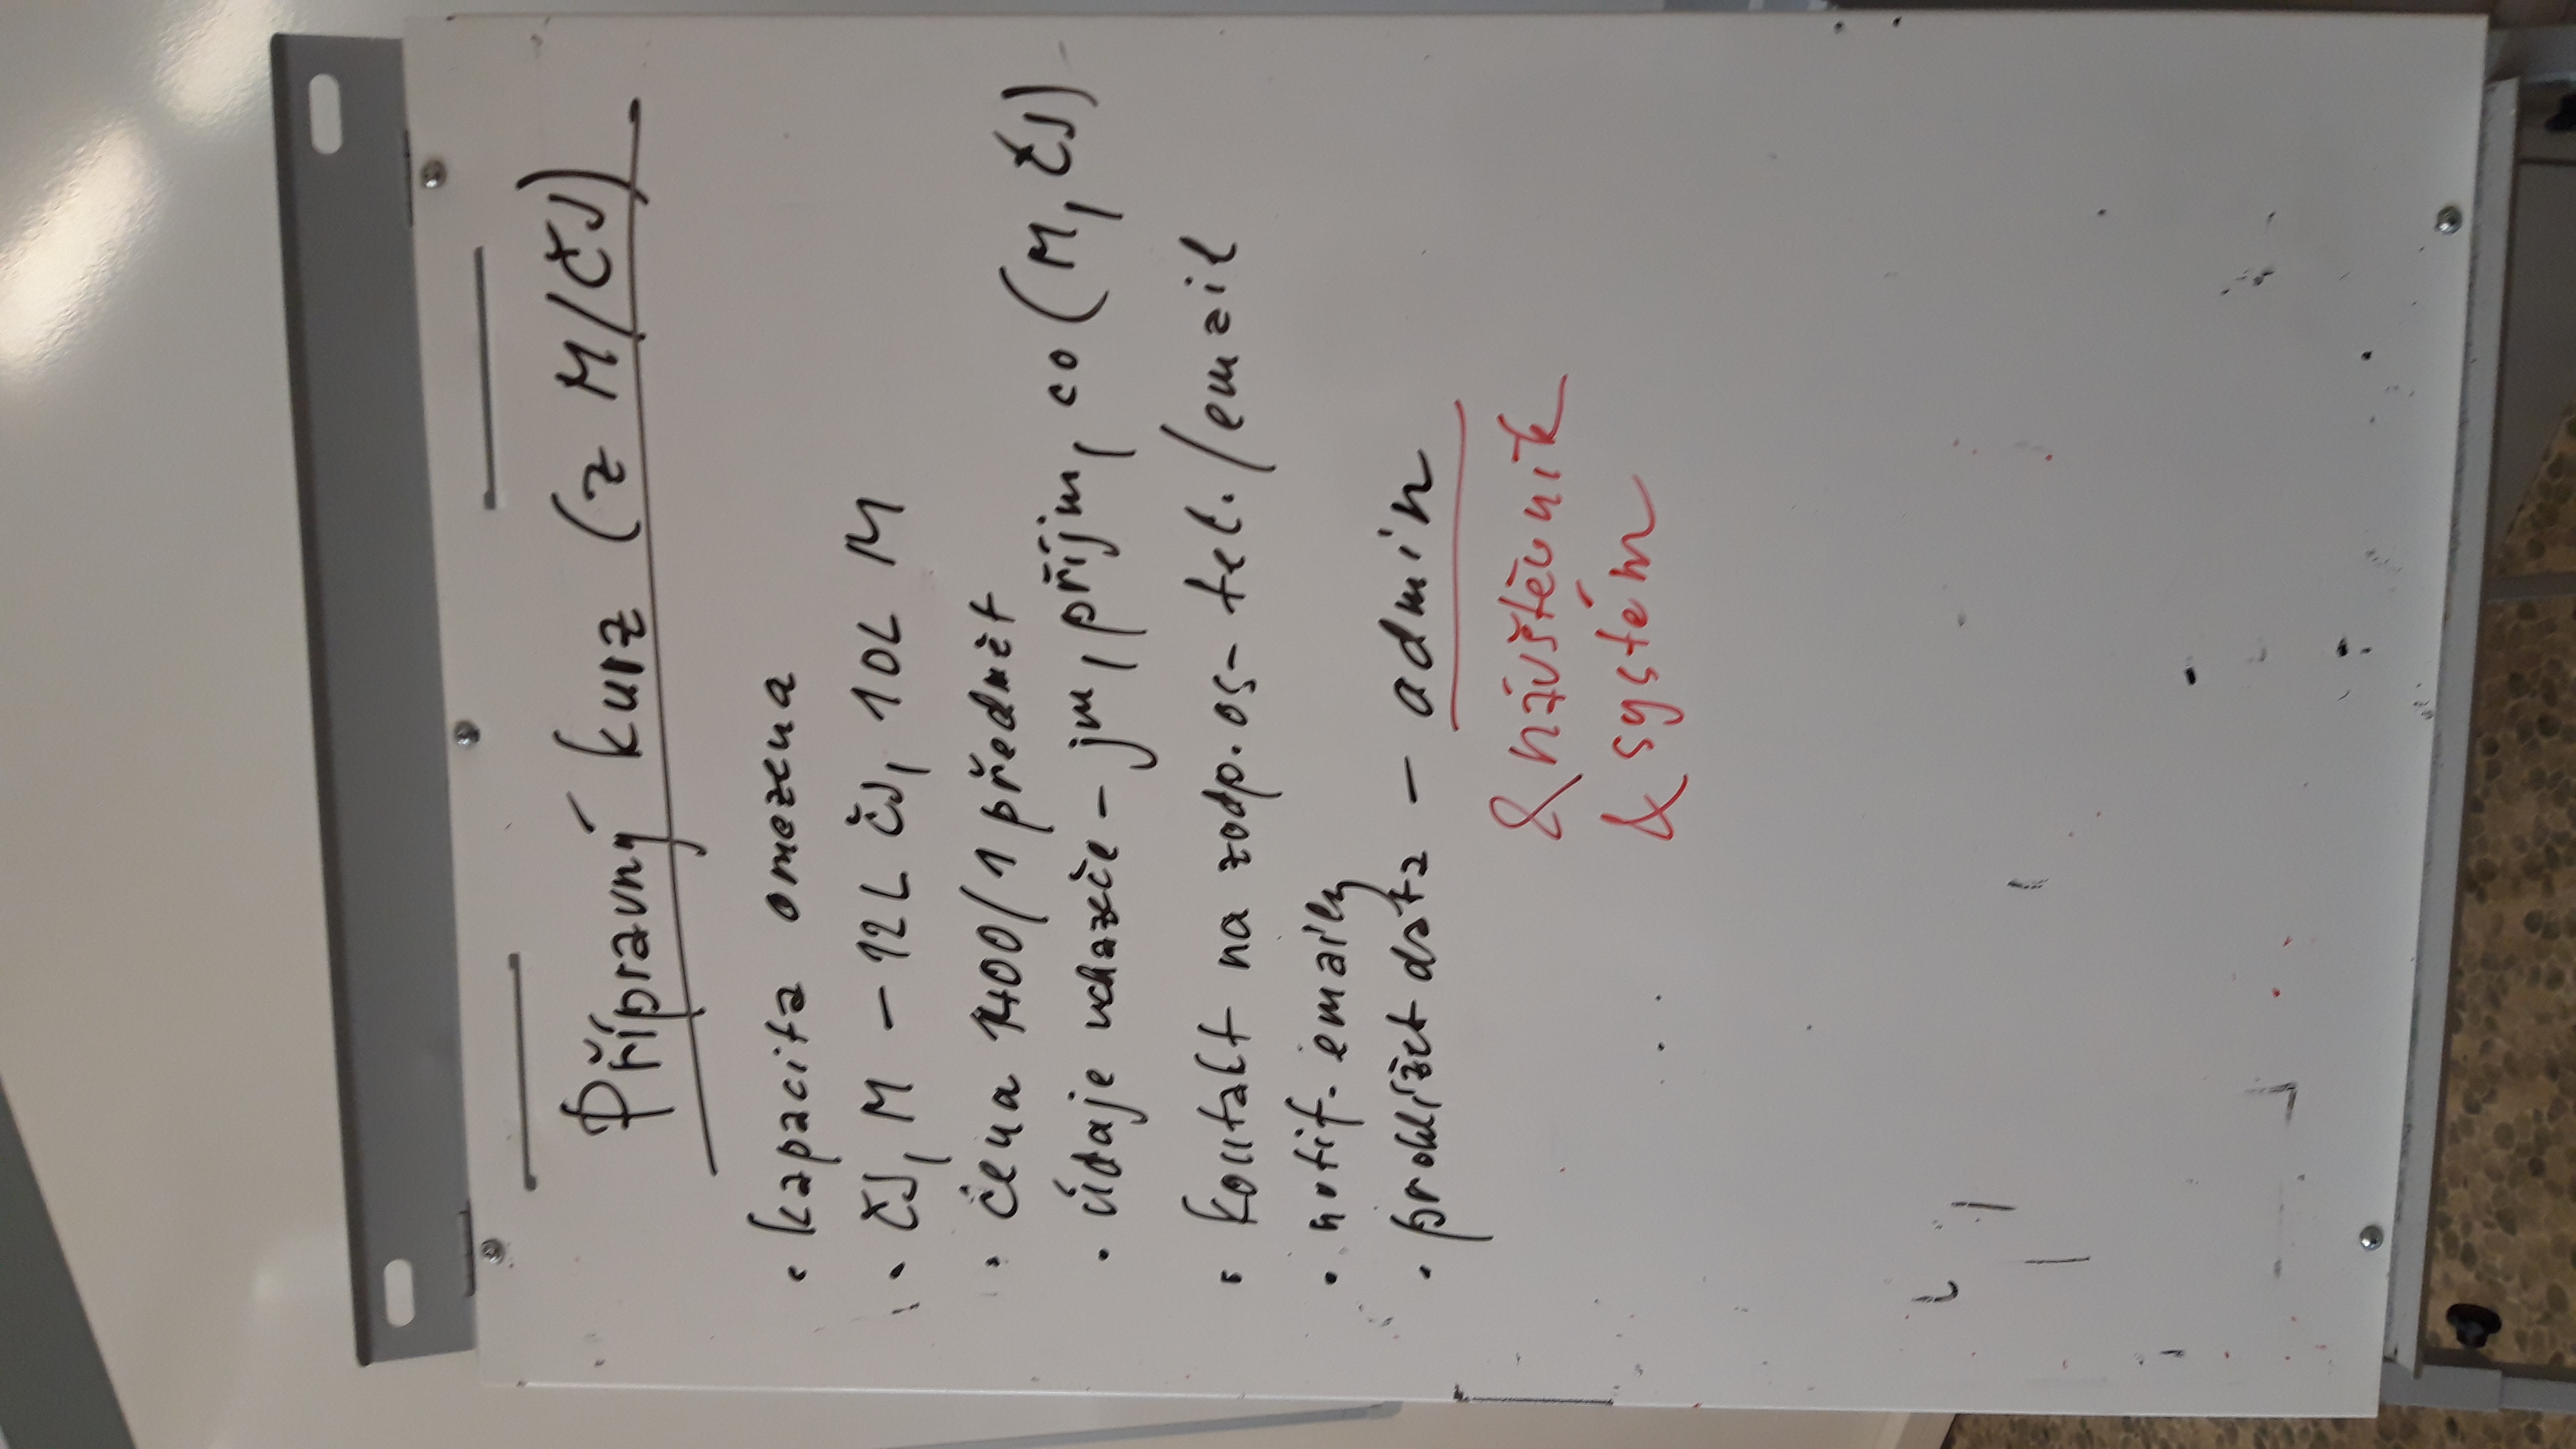 Přípravný kurz (z M/ČJ)
• kapacita omezena
• ČJ, M – 12L ČJ, 10L M
• cena 1400/1 předmět
• údaje uchazeče – jm, příjm, co (M, ČJ)
• kontakt na zodp. os – tel./email
• notif. emaily
• prohlížet data – admin
& návštěvník
& systém